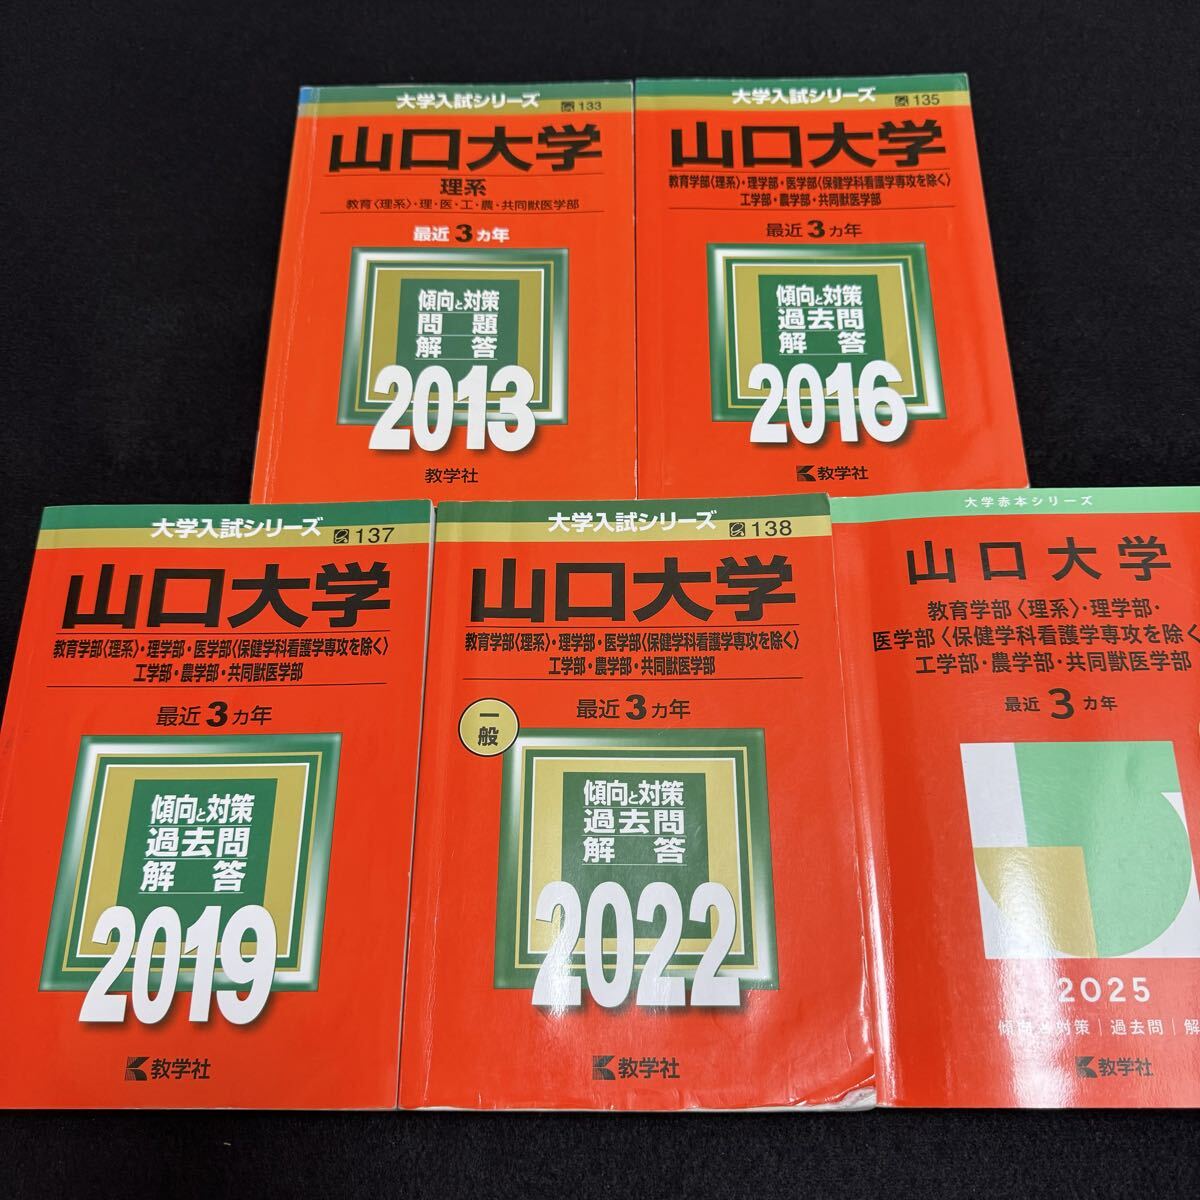 大学入試シリーズ
133
山口大学
理系
教育〈理系〉・理・医・工・農・共同獣医学部
最近3カ年
傾向と対策
問題
解答
2013
教学社
大学入試シリーズ
135
山口大学
教育学部〈理系〉・理学部・医学部〈保健学科看護学専攻を除く〉
工学部・農学部・共同獣医学部
最近3カ年
傾向と対策
過去問
解答
2016
教学社
大学入試シリーズ
137
山口大学
教育学部〈理系〉・理学部・医学部〈保健学科看護学専攻を除く〉
工学部・農学部・共同獣医学部
最近3カ年
傾向と対策
過去問
解答
2019
教学社
大学入試シリーズ
138
山口大学
教育学部〈理系〉・理学部・医学部〈保健学科看護学専攻を除く〉
工学部・農学部・共同獣医学部
最近3カ年
一般
傾向と対策
過去問
解答
2022
教学社
大学赤本シリーズ
山口大学
教育学部〈理系〉・理学部・
医学部〈保健学科看護学専攻を除く
工学部・農学部・共同獣医学部
最近3カ年
2025
傾向と対策｜過去問｜解
教学社